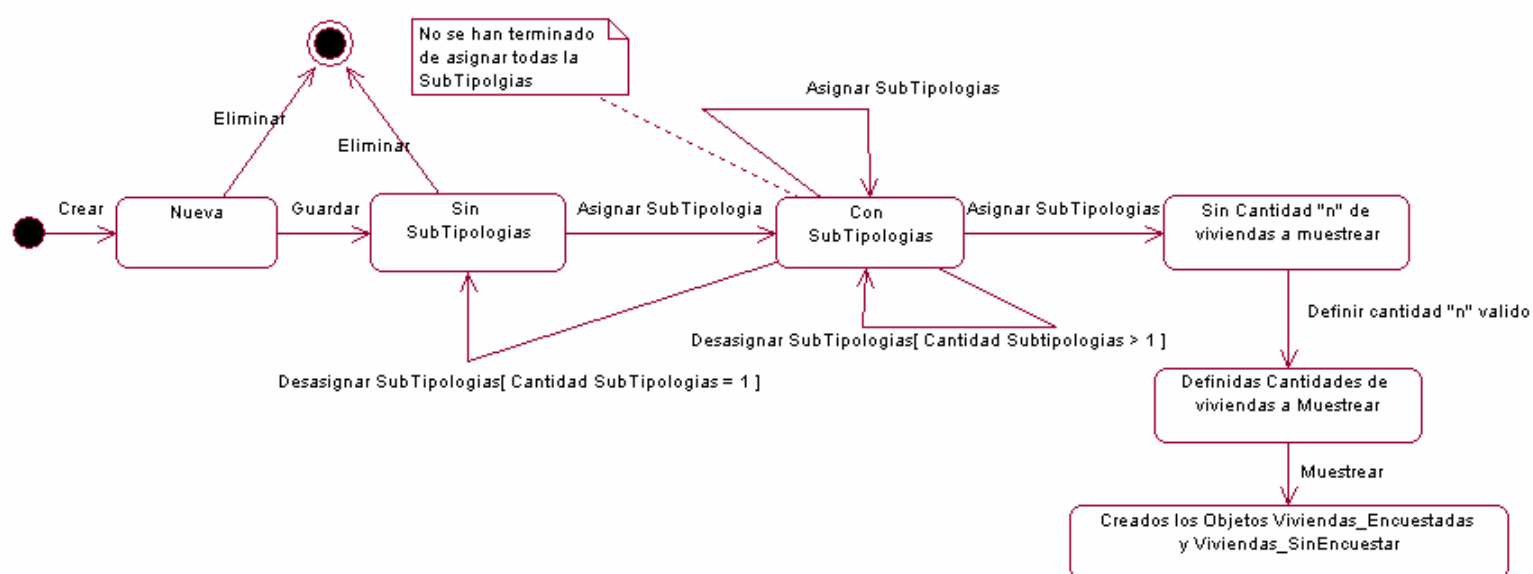 No se han terminado
de asignar todas la
SubTipolgias
Asignar SubTipologias
Eliminar
Eliminar
Crear
Nueva
Guardar
Sin
SubTipologias
Asignar SubTipologia
Con
SubTipologias
Asignar SubTipologias
Sin Cantidad "n" de
viviendas a muestrear
Definir cantidad "n" valido
Desasignar SubTipologias[ Cantidad Subtipologias > 1 ]
Desasignar SubTipologias[ Cantidad SubTipologias = 1 ]
Definidas Cantidades de
viviendas a Muestrear
Muestrear
Creados los Objetos Viviendas_Encuestadas
y Viviendas_SinEncuestar